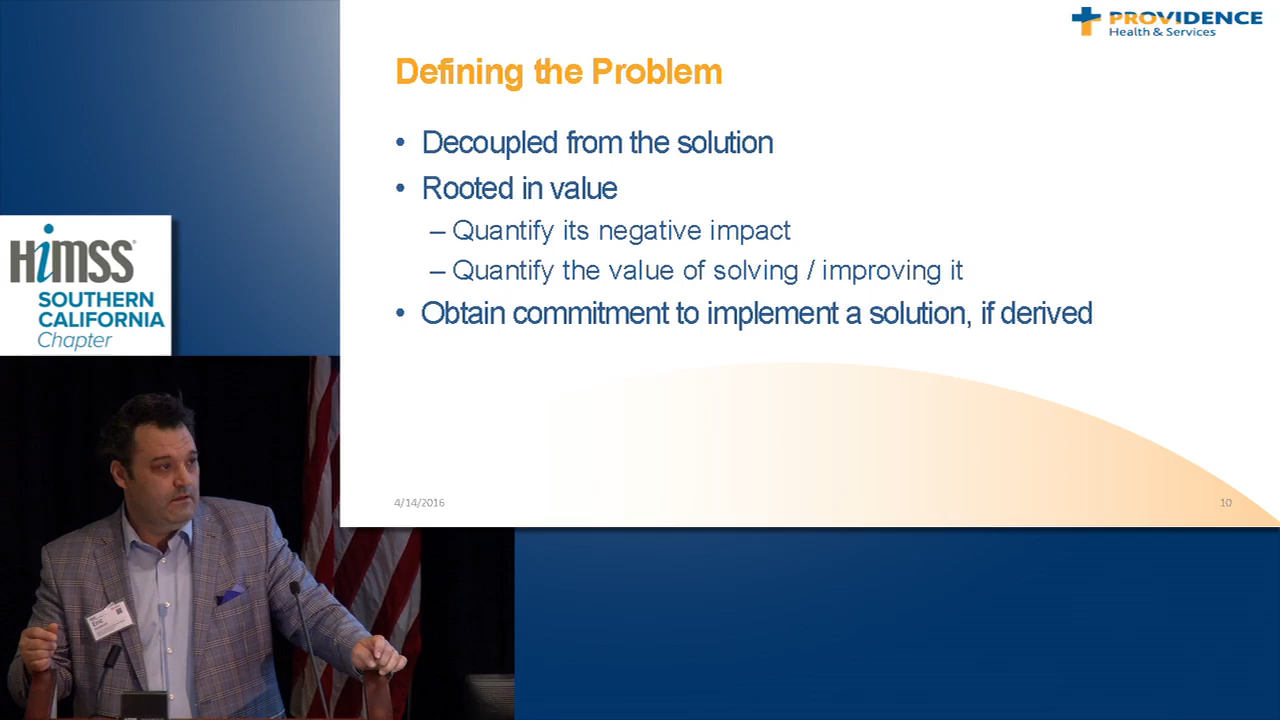 PROVIDENCE
Health & Services
Defining the Problem
• Decoupled from the solution
• Rooted in value
– Quantify its negative impact
– Quantify the value of solving / improving it
• Obtain commitment to implement a solution, if derived
4/14/2016
10
HiMSS
SOUTHERN
CALIFORNIA
Chapter
Eric